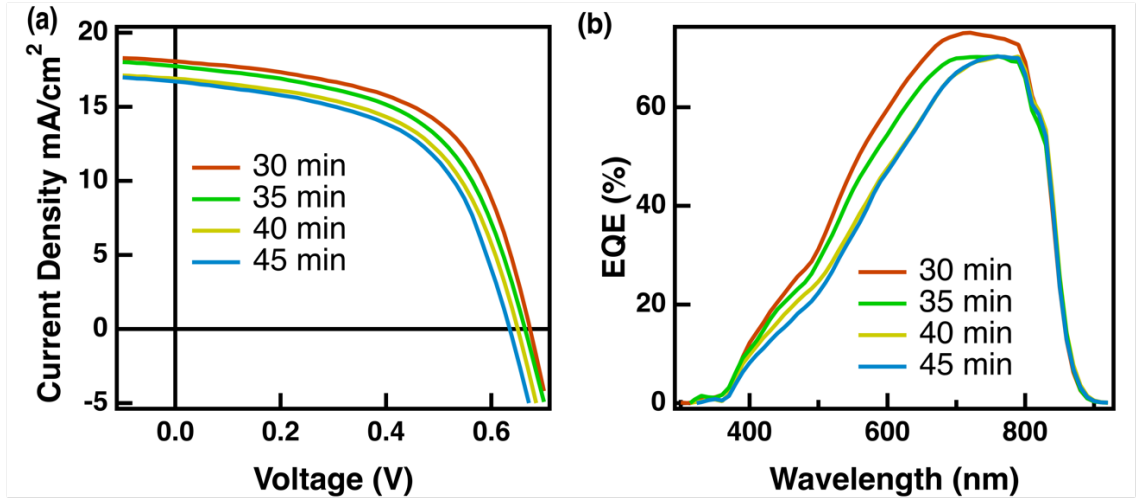 (a)
Current Density mA/cm²
20
15
10
5
0
-5
30 min
35 min
40 min
45 min
0.0 0.2 0.4 0.6
Voltage (V)
(b)
EQE (%)
60
40
20
0
30 min
35 min
40 min
45 min
400 600 800
Wavelength (nm)